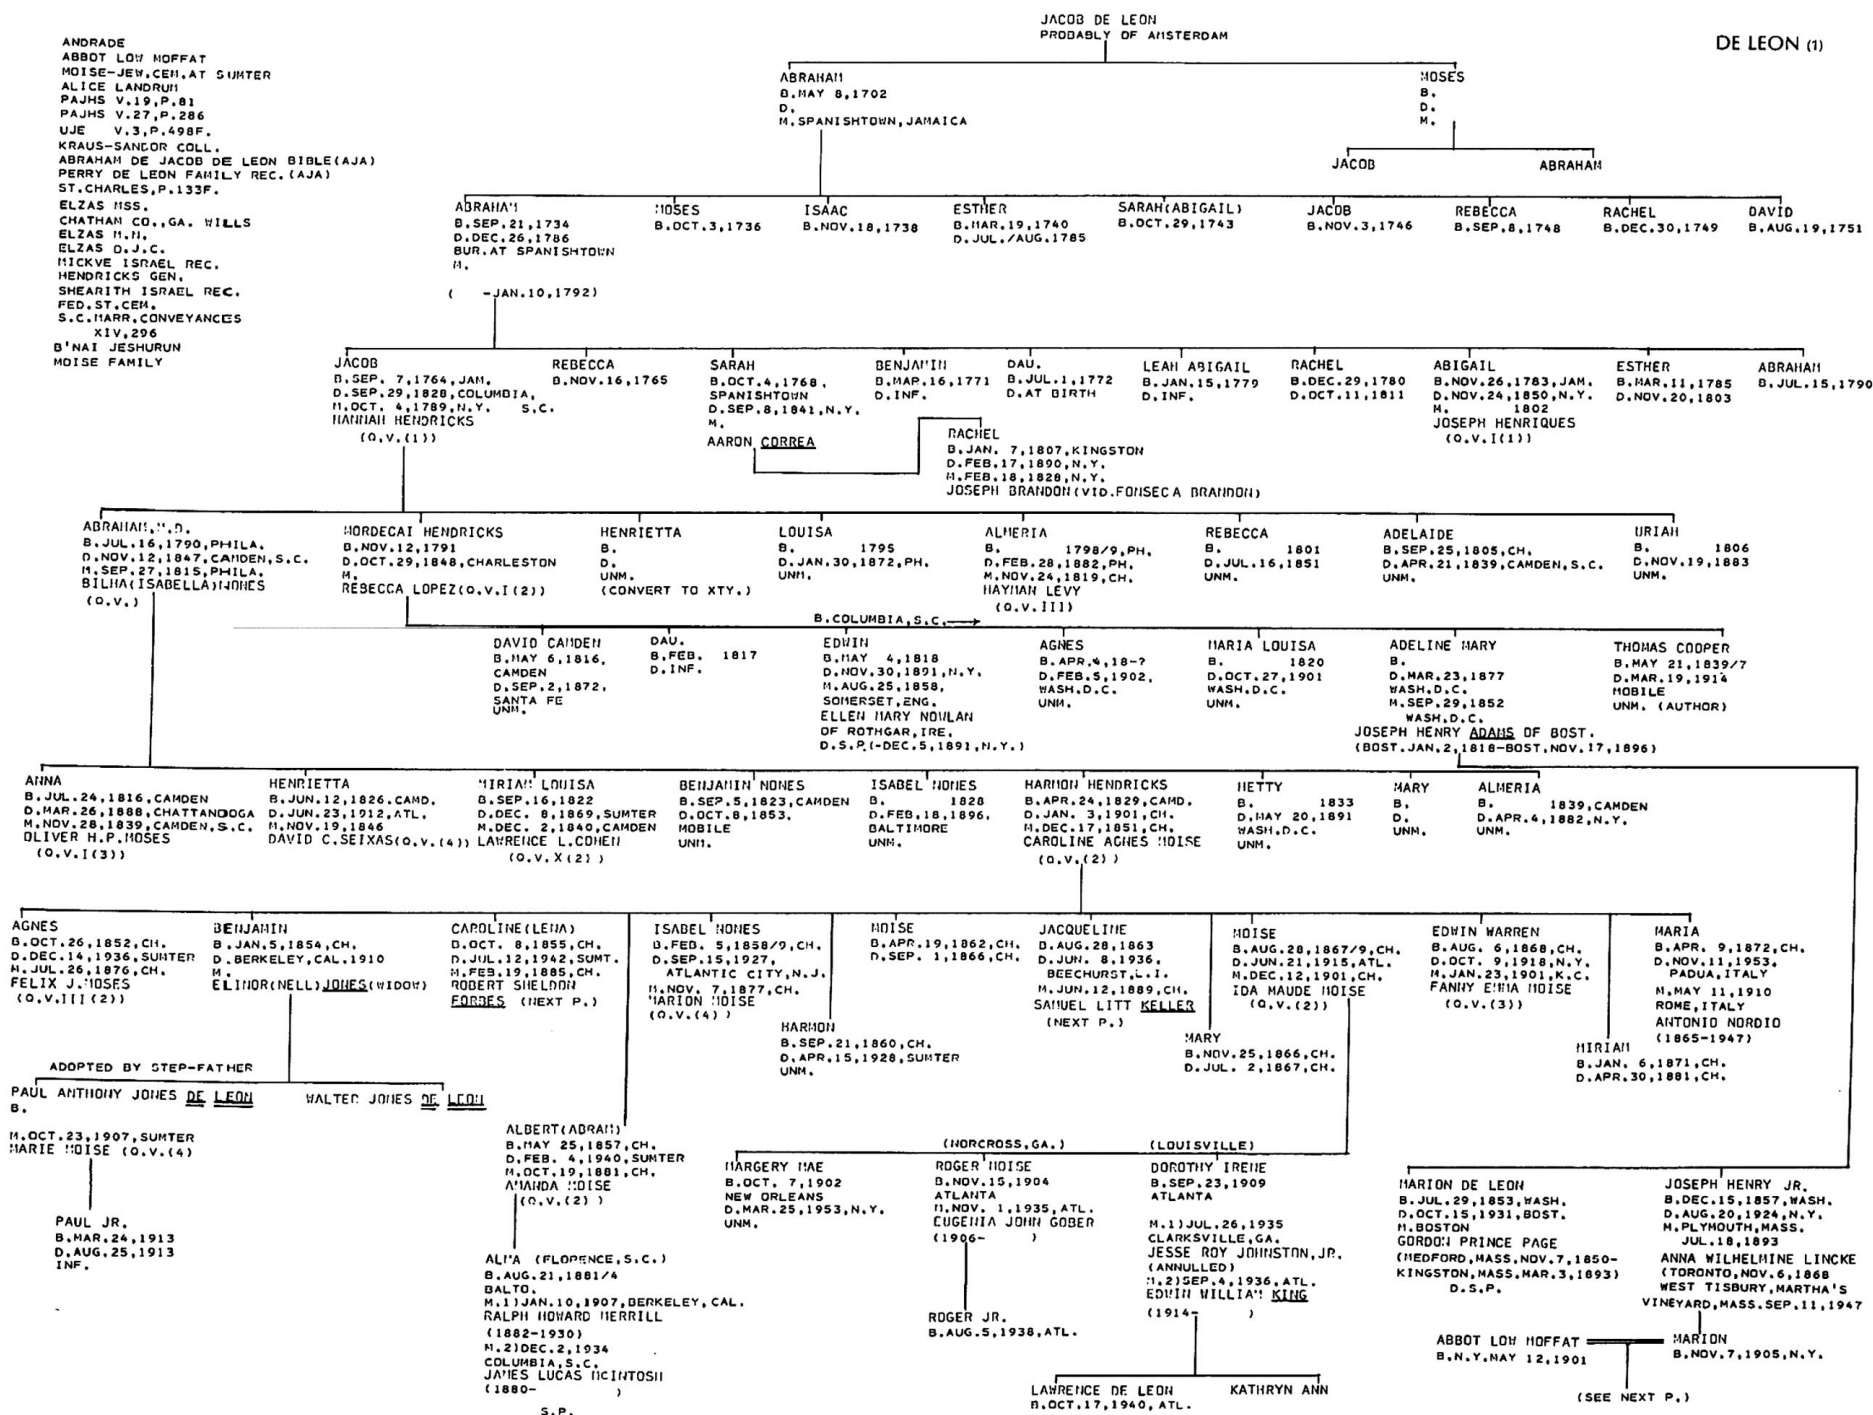 DE LEON (1)
ANDRADE
ABBOT LOW MOFFAT
MOISE-JEW.CEM.AT SUMTER
ALICE LANDRUM
PAJHS V.19,P.81
PAJHS V.27,P.286
UJE V.3,P.498F.
KRAUS-SANDOR COLL.
ABRAHAM DE JACOB DE LEON BIBLE(AJA)
PERRY DE LEON FAMILY REC.(AJA)
ST.CHARLES,P.133F.
ELZAS MSS.
CHATHAM CO.,GA. WILLS
ELZAS M.N.
ELZAS O.J.C.
MICKVE ISRAEL REC.
HENDRICKS GEN.
SHEARITH ISRAEL REC.
FED.ST.CEM.
S.C.MARR.CONVEYANCES
XIV,296
B'NAI JESHURUN
MOISE FAMILY
JACOB DE LEON
PROBABLY OF AMSTERDAM
ABRAHAM
B.MAY 8,1702
D.
M.SPANISHTOWN,JAMAICA
MOSES
B.
D.
M.
JACOB
ABRAHAM
ABRAHAM
B.SEP.21,1734
D.DEC.26,1786
BUR.AT SPANISHTOWN
M.
( -JAN.10,1792)
MOSES
B.OCT.3,1736
ISAAC
B.NOV.18,1738
ESTHER
B.MAR.19,1740
D.JUL./AUG.1785
SARAH(ABIGAIL)
B.OCT.29,1743
JACOB
B.NOV.3,1746
REBECCA
B.SEP.8,1748
RACHEL
B.DEC.30,1749
DAVID
B.AUG.19,1751
JACOB
B.SEP. 7,1764,JAM.
D.SEP.29,1828,COLUMBIA,
M.OCT. 4,1789,N.Y. S.C.
HANNAH HENDRICKS
(Q.V.(1))
REBECCA
B.NOV.16,1765
SARAH
B.OCT.4,1768,
SPANISHTOWN
D.SEP.8,1841,N.Y.
M.
AARON CORREA
BENJAMIN
B.MAR.16,1771
D.INF.
DAU.
B.JUL.1,1772
D.AT BIRTH
LEAH ABIGAIL
B.JAN.15,1779
D.INF.
RACHEL
B.DEC.29,1780
D.OCT.11,1811
ABIGAIL
B.NOV.26,1783,JAM.
D.NOV.24,1850,N.Y.
M. 1802
JOSEPH HENRIQUES
(Q.V.I(1))
ESTHER
B.MAR.11,1785
D.NOV.20,1803
ABRAHAM
B.JUL.15,1790
RACHEL
B.JAN. 7,1807,KINGSTON
D.FEB.17,1890,N.Y.
M.FEB.18,1828,N.Y.
JOSEPH BRANDON(VID.FONSECA BRANDON)
ABRAHAM,M.D.
B.JUL.16,1790,PHILA.
D.NOV.12,1847,CAMDEN,S.C.
M.SEP.27,1815,PHILA.
BILHA(ISABELLA)NONES
(Q.V.)
MORDECAI HENDRICKS
B.NOV.12,1791
D.OCT.29,1848,CHARLESTON
M.
REBECCA LOPEZ(Q.V.I(2))
HENRIETTA
B.
D.
UNM.
(CONVERT TO XTY.)
LOUISA
B. 1795
D.JAN.30,1872,PH.
UNM.
ALMERIA
B. 1798/9,PH.
D.FEB.28,1882,PH.
M.NOV.24,1819,CH.
HAYMAN LEVY
(Q.V.III)
REBECCA
B. 1801
D.JUL.16,1851
UNM.
ADELAIDE
B.SEP.25,1805,CH.
D.APR.21,1839,CAMDEN,S.C.
UNM.
URIAH
B. 1806
D.NOV.19,1883
UNM.
B.COLUMBIA,S.C.→
DAVID CAMDEN
B.MAY 6,1816,
CAMDEN
D.SEP.2,1872,
SANTA FE
UNM.
DAU.
B.FEB. 1817
D.INF.
EDWIN
B.MAY 4,1818
D.NOV.30,1891,N.Y.
M.AUG.25,1858,
SOMERSET,ENG.
ELLEN MARY NOWLAN
OF ROTHGAR,IRE.
D.S.P.(-DEC.5,1891,N.Y.)
AGNES
B.APR.4,18-?
D.FEB.5,1902,
WASH.D.C.
UNM.
MARIA LOUISA
B. 1820
D.OCT.27,1901
WASH.D.C.
UNM.
ADELINE MARY
B.
D.MAR.23,1877
WASH.D.C.
M.SEP.29,1852
WASH.D.C.
JOSEPH HENRY ADAMS OF BOST.
(BOST.JAN.2,1818-BOST,NOV.17,1896)
THOMAS COOPER
B.MAY 21,1839/7
D.MAR.19,1914
MOBILE
UNM. (AUTHOR)
ANNA
B.JUL.24,1816,CAMDEN
D.MAR.26,1888,CHATTANOOGA
M.NOV.28,1839,CAMDEN,S.C.
OLIVER H.P.MOSES
(Q.V.I(3))
HENRIETTA
B.JUN.12,1826.CAMD.
D.JUN.23,1912,ATL.
M.NOV.19,1846
DAVID C.SEIXAS(Q.V.(4))
MIRIAM LOUISA
B.SEP.16,1822
D.DEC. 8,1869,SUMTER
M.DEC. 2,1840,CAMDEN
LAWRENCE L.COHEN
(Q.V.X(2))
BENJAMIN NONES
B.SEP.5,1823,CAMDEN
D.OCT.8,1853.
MOBILE
UNM.
ISABEL NONES
B. 1828
D.FEB.18,1896.
BALTIMORE
UNM.
HARMON HENDRICKS
B.APR.24,1829,CAMD.
D.JAN. 3,1901,CH.
M.DEC.17,1851,CH.
CAROLINE AGNES MOISE
(Q.V.(2))
HETTY
B. 1833
D.MAY 20,1891
WASH.D.C.
UNM.
MARY
B.
D.
UNM.
ALMERIA
B. 1839,CAMDEN
D.APR.4,1882,N.Y.
UNM.
AGNES
B.OCT.26,1852,CH.
D.DEC.14,1936,SUMTER
M.JUL.26,1876,CH.
FELIX J.MOSES
(Q.V.III(2))
BENJAMIN
B.JAN.5,1854,CH.
D.BERKELEY,CAL.1910
M.
ELINOR(NELL)JONES(WIDOW)
CAROLINE(LENA)
B.OCT. 8,1855,CH.
D.JUL.12,1942,SUMT.
M.FEB.19,1885,CH.
ROBERT SHELDON
FORBES (NEXT P.)
ISABEL NONES
B.FEB. 5,1858/9,CH.
D.SEP.15,1927,
ATLANTIC CITY,N.J.
M.NOV. 7,1877,CH.
MARION MOISE
(Q.V.(4))
MOISE
B.APR.19,1862,CH.
D.SEP. 1,1866,CH.
JACQUELINE
B.AUG.28,1863
D.JUN. 8,1936,
BEECHURST,L.I.
M.JUN.12,1889,CH.
SAMUEL LITT KELLER
(NEXT P.)
MOISE
B.AUG.28,1867/9,CH.
D.JUN.21,1915,ATL.
M.DEC.12,1901,CH.
IDA MAUDE MOISE
(Q.V.(2))
EDWIN WARREN
B.AUG. 6,1868,CH.
D.OCT. 9,1918,N.Y.
M.JAN.23,1901,K.C.
FANNY EMMA MOISE
(Q.V.(3))
MARIA
B.APR. 9,1872,CH.
D.NOV.11,1953,
PADUA,ITALY
M.MAY 11,1910
ROME,ITALY
ANTONIO NORDIO
(1865-1947)
HARMON
B.SEP.21,1860,CH.
D.APR.15,1928,SUMTER
UNM.
MARY
B.NOV.25,1866,CH.
D.JUL. 2,1867,CH.
MIRIAM
B.JAN. 6,1871,CH.
D.APR.30,1881,CH.
ADOPTED BY STEP-FATHER
PAUL ANTHONY JONES DE LEON
B.
M.OCT.23,1907,SUMTER
MARIE MOISE (Q.V.(4)
WALTER JONES DE LEON
PAUL JR.
B.MAR.24,1913
D.AUG.25,1913
INF.
ALBERT(ABRAM)
B.MAY 25,1857,CH.
D.FEB. 4,1940,SUMTER
M.OCT.19,1881,CH.
AMANDA MOISE
(Q.V.(2))
ALMA (FLORENCE,S.C.)
B.AUG.21,1881/4
BALTO.
M.1)JAN.10,1907,BERKELEY,CAL.
RALPH HOWARD MERRILL
(1882-1930)
M.2)DEC.2,1934
COLUMBIA,S.C.
JAMES LUCAS MCINTOSH
(1880- )
S.P.
MARGERY MAE
B.OCT. 7,1902
NEW ORLEANS
D.MAR.25,1953,N.Y.
UNM.
(NORCROSS,GA.)
ROGER MOISE
B.NOV.15,1904
ATLANTA
M.NOV. 1,1935,ATL.
EUGENIA JOHN GOBER
(1906- )
ROGER JR.
B.AUG.5,1938,ATL.
(LOUISVILLE)
DOROTHY IRENE
B.SEP.23,1909
ATLANTA
M.1)JUL.26,1935
CLARKSVILLE,GA.
JESSE ROY JOHNSTON,JR.
(ANNULLED)
M.2)SEP.4,1936,ATL.
EDWIN WILLIAM KING
(1914- )
LAWRENCE DE LEON
B.OCT.17,1940,ATL.
KATHRYN ANN
MARION DE LEON
B.JUL.29,1853,WASH.
D.OCT.15,1931,BOST.
M.BOSTON
GORDON PRINCE PAGE
(MEDFORD,MASS,NOV.7,1850-
KINGSTON,MASS.MAR.3,1893)
D.S.P.
JOSEPH HENRY JR.
B.DEC.15,1857,WASH.
D.AUG.20,1924,N.Y.
M.PLYMOUTH,MASS.
JUL.18,1893
ANNA WILHELMINE LINCKE
(TORONTO,NOV.6,1868
WEST TISBURY,MARTHA'S
VINEYARD,MASS.SEP.11,1947
ABBOT LOW MOFFAT
B.N.Y.MAY 12,1901
MARION
B.NOV.7,1905,N.Y.
(SEE NEXT P.)